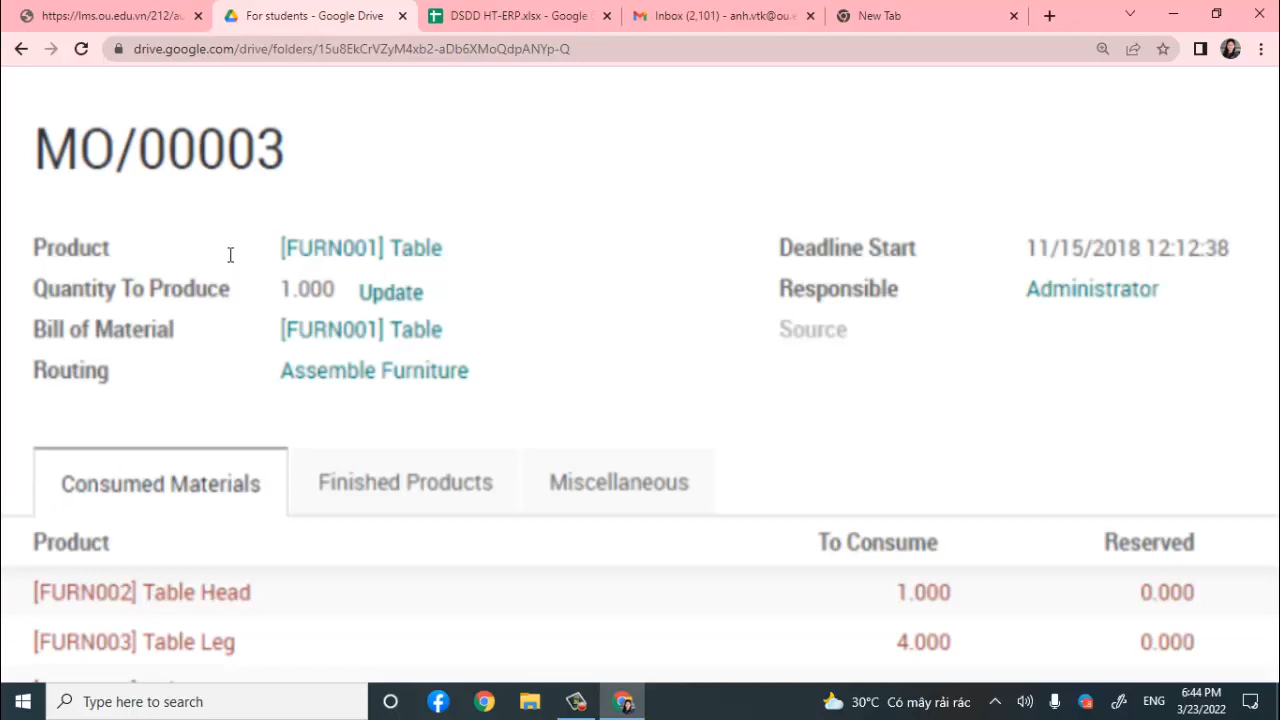 https://lms.ou.edu.vn/212/a
For students - Google Drive
DSDD HT-ERP.xlsx - Google
Inbox (2,101) - anh.vtk@ou.e
New Tab
drive.google.com/drive/folders/15u8EkCrVZyM4xb2-aDb6XMoQdpANYp-Q
MO/00003
Product [FURN001] Table Deadline Start 11/15/2018 12:12:38
Quantity To Produce 1.000 Update Responsible Administrator
Bill of Material [FURN001] Table Source
Routing Assemble Furniture
Consumed Materials Finished Products Miscellaneous
Product To Consume Reserved
[FURN002] Table Head 1.000 0.000
[FURN003] Table Leg 4.000 0.000
Type here to search
30°C Có mây rải rác
ENG
6:44 PM
3/23/2022